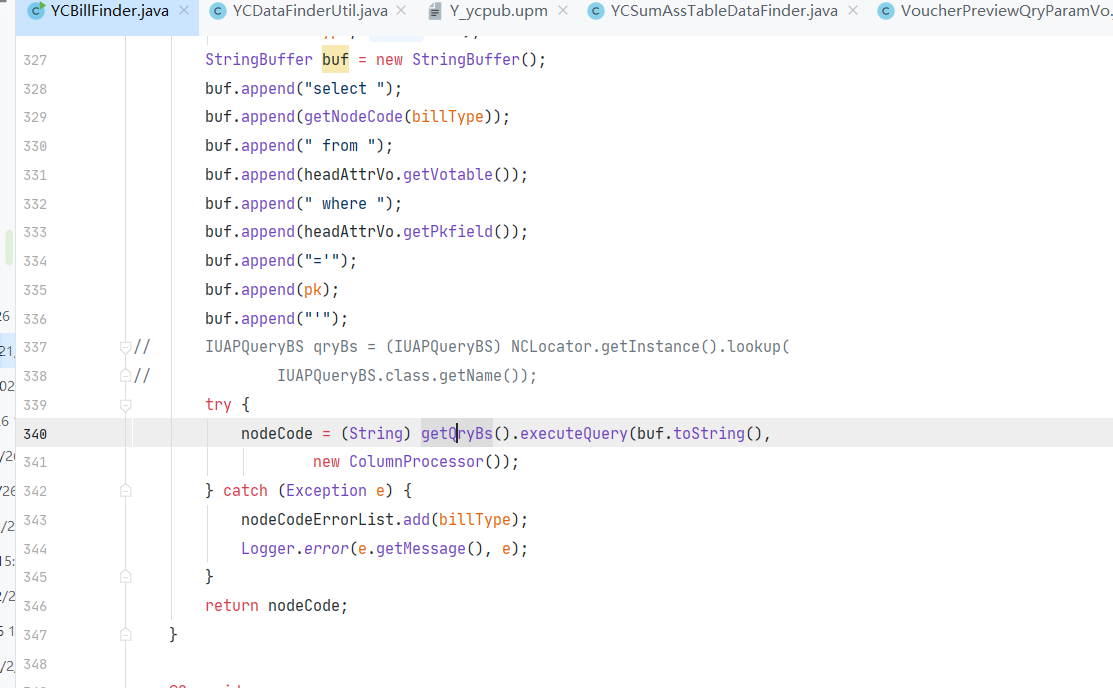 YCBillFinder.java
YCDataFinderUtil.java
Y_ycpub.upm
YCSumAssTableDataFinder.java
VoucherPreviewQryParamVo.
327 StringBuffer buf = new StringBuffer();
328 buf.append("select ");
329 buf.append(getNodeCode(billType));
330 buf.append(" from ");
331 buf.append(headAttrVo.getVotable());
332 buf.append(" where ");
333 buf.append(headAttrVo.getPkfield());
334 buf.append("='");
335 buf.append(pk);
336 buf.append("'");
337 // IUAPQueryBS qryBs = (IUAPQueryBS) NCLocator.getInstance().lookup(
338 // IUAPQueryBS.class.getName());
339 try {
340 nodeCode = (String) getQryBs().executeQuery(buf.toString(),
341 new ColumnProcessor());
342 } catch (Exception e) {
343 nodeCodeErrorList.add(billType);
344 Logger.error(e.getMessage(), e);
345 }
346 return nodeCode;
347 }
348